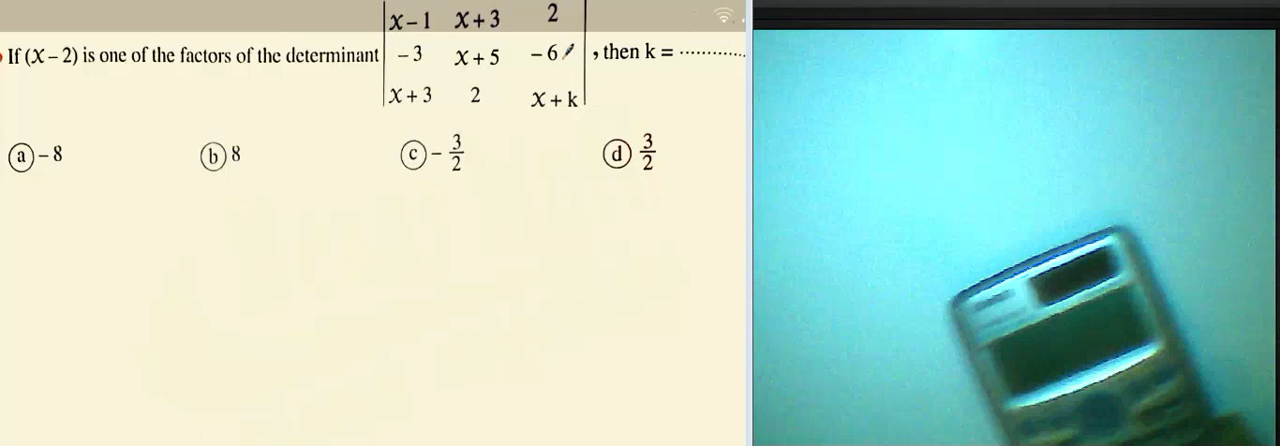 x – 1 x + 3 2
If (x – 2) is one of the factors of the determinant – 3 x + 5 – 6 , then k = ............
x + 3 2 x + k
a – 8 b 8 c – 3/2 d 3/2